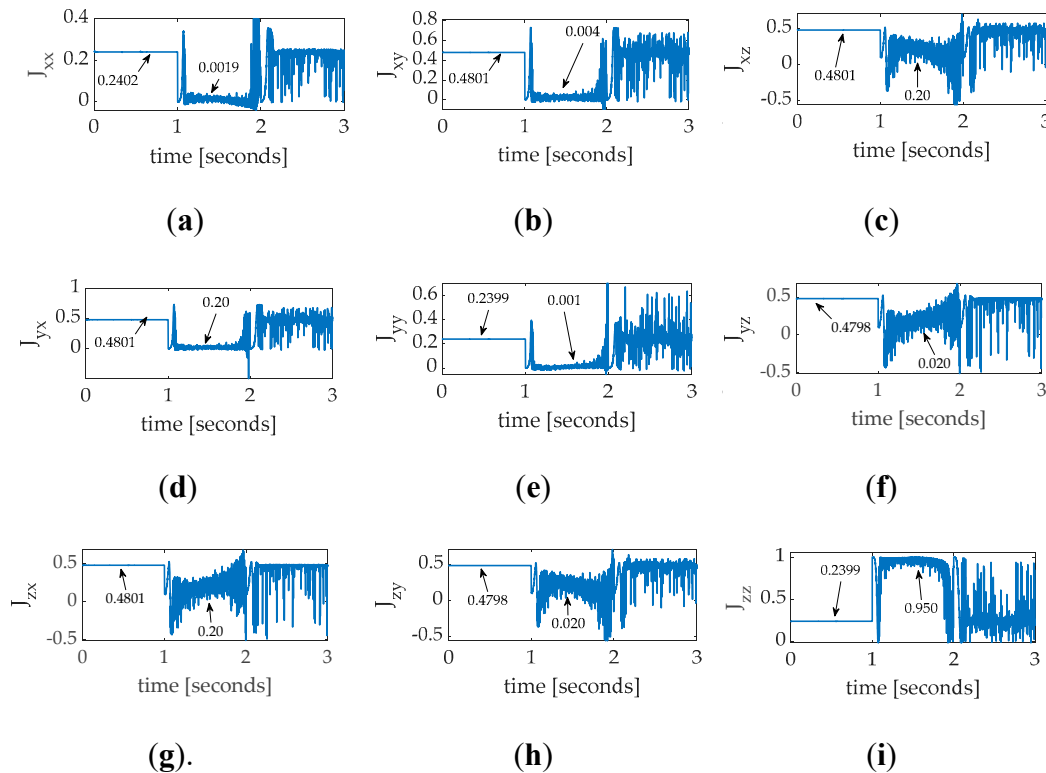 0.4
0.2
0
0.2402
0.0019
J_xx
0 1 2 3
time [seconds]
(a)
0.8
0.6
0.4
0.2
0
0.4801
0.004
J_xy
0 1 2 3
time [seconds]
(b)
0.5
0
-0.5
0.4801
0.20
J_xz
0 1 2 3
time [seconds]
(c)
1
0.5
0
0.4801
0.20
J_yx
0 1 2 3
time [seconds]
(d)
0.6
0.4
0.2
0
0.2399
0.001
J_yy
0 1 2 3
time [seconds]
(e)
0.5
0
-0.5
0.4798
0.020
J_yz
0 1 2 3
time [seconds]
(f)
0.5
0
-0.5
0.4801
0.20
J_zx
0 1 2 3
time [seconds]
(g).
0.5
0
-0.5
0.4798
0.020
J_zy
0 1 2 3
time [seconds]
(h)
1
0.5
0
0.2399
0.950
J_zz
0 1 2 3
time [seconds]
(i)